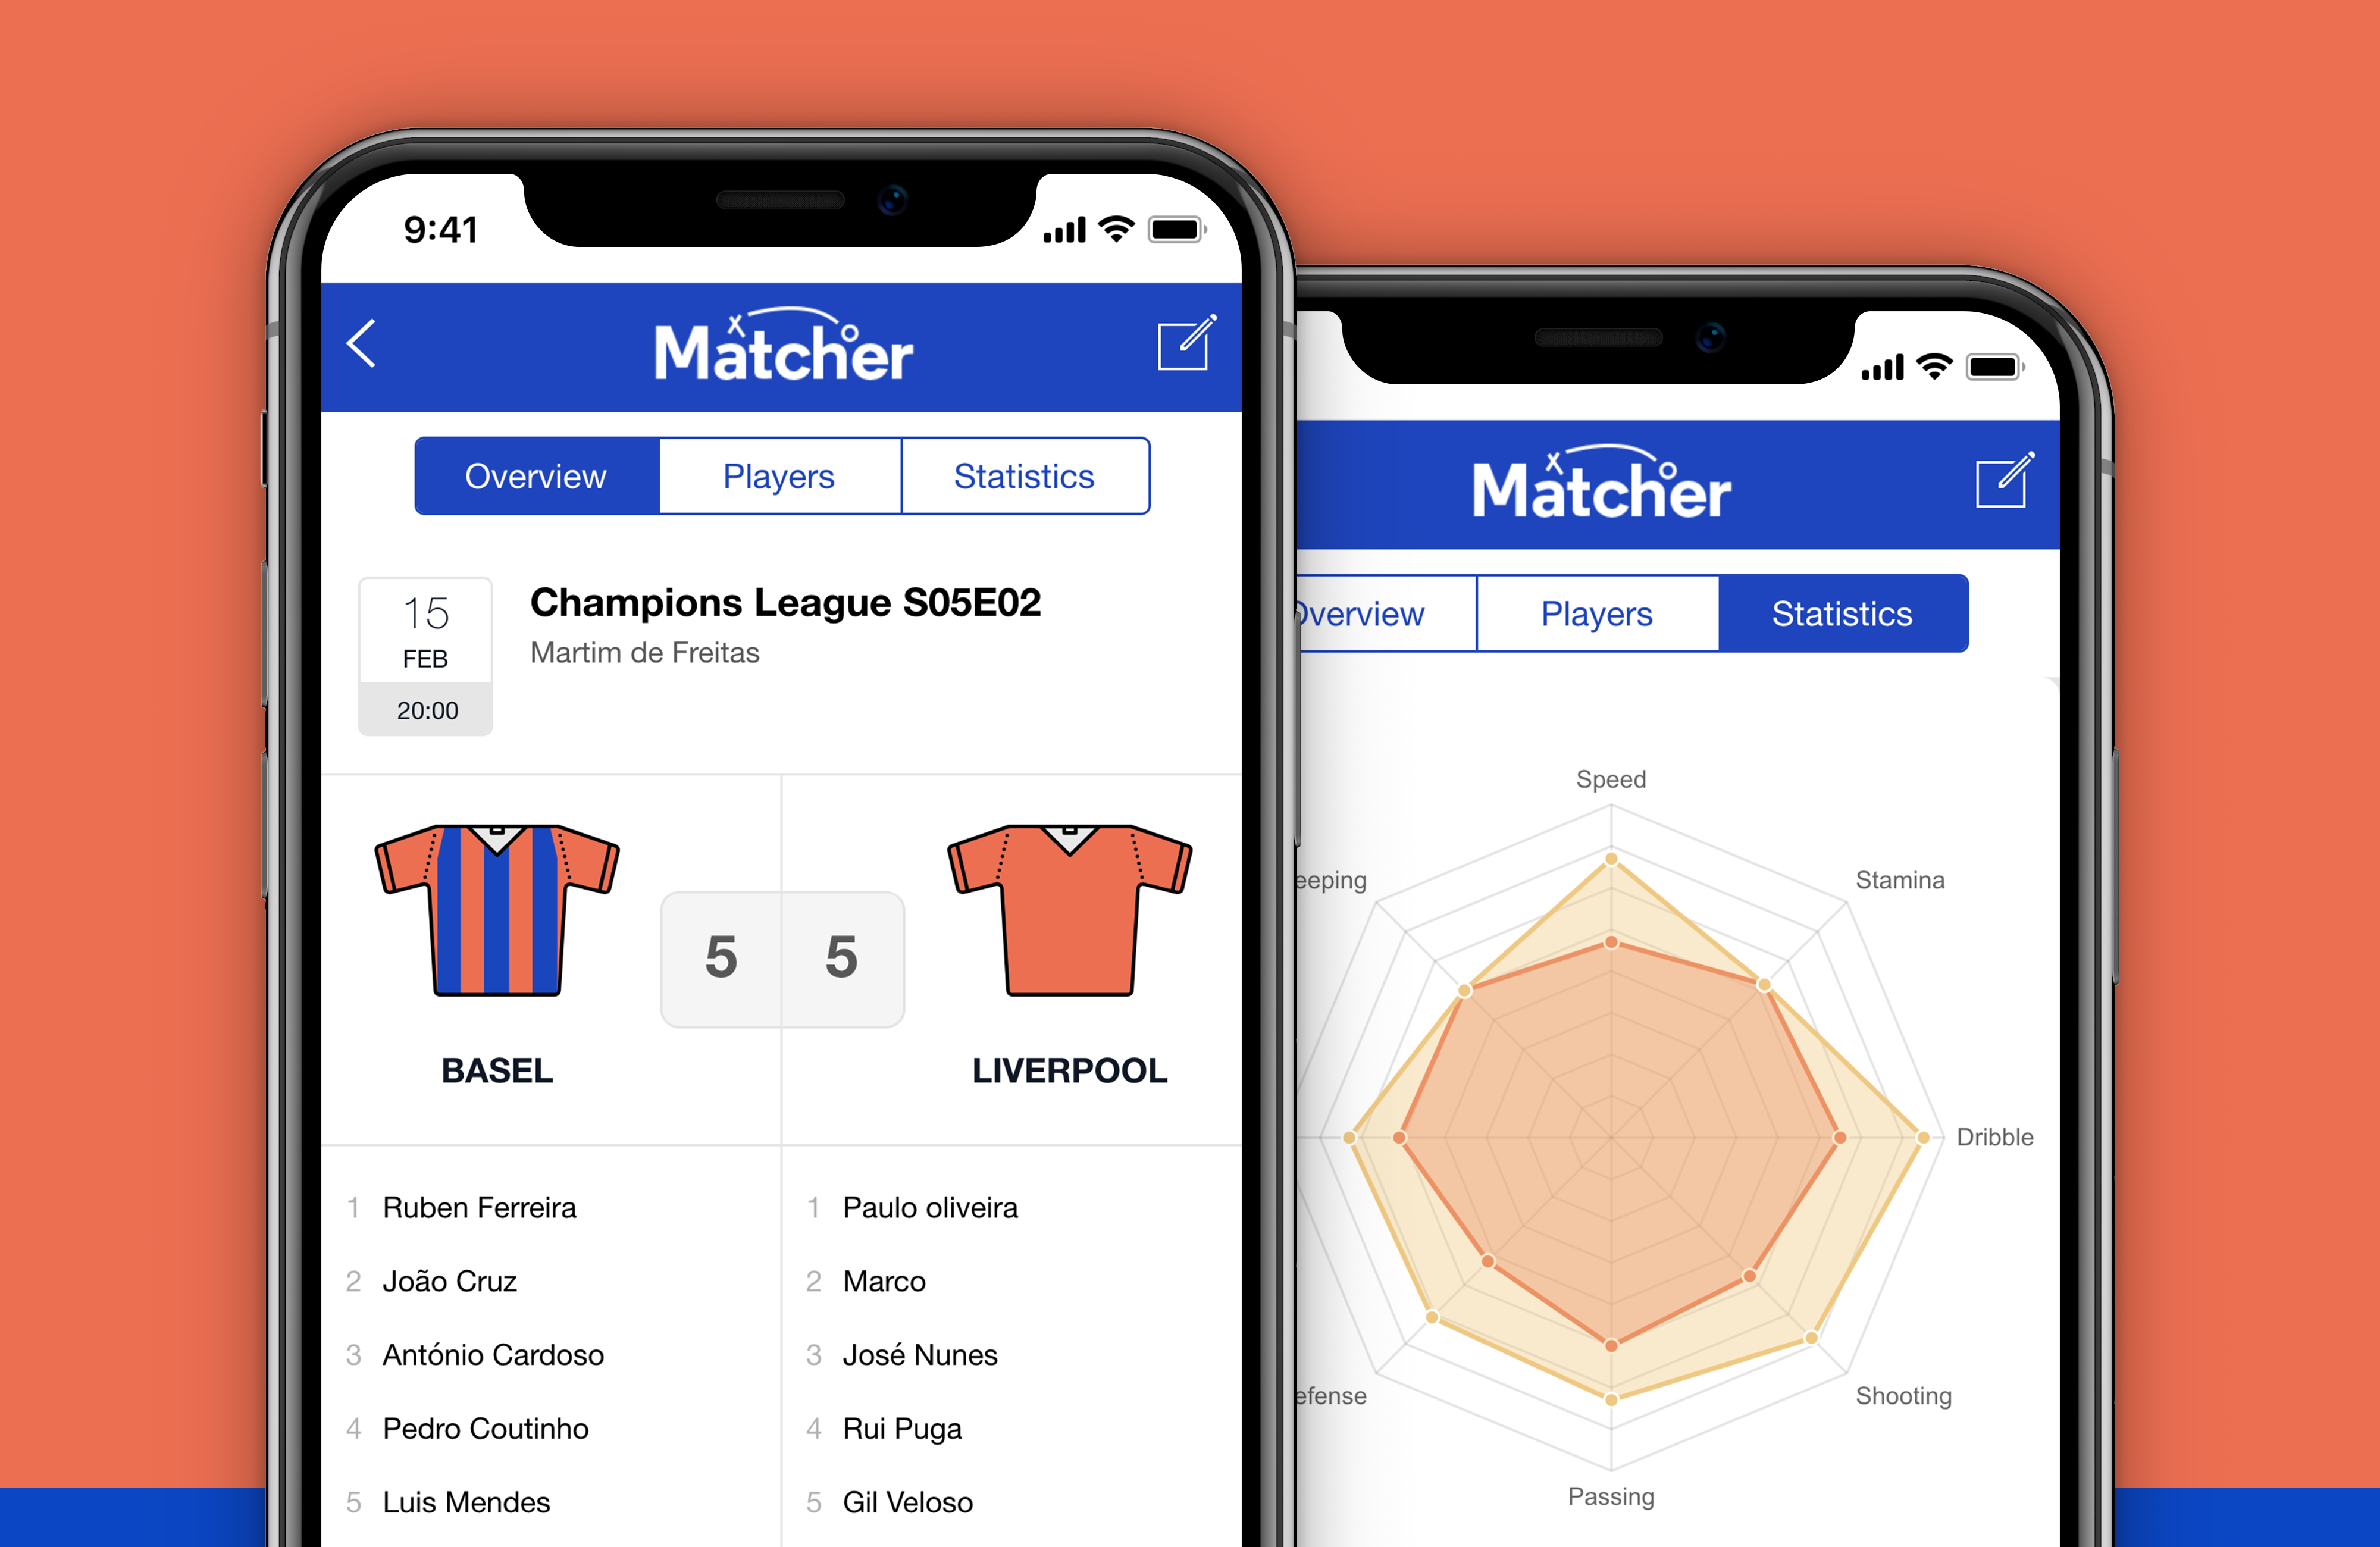 9:41
Matcher
Overview Players Statistics
15
FEB
20:00
Champions League S05E02
Martim de Freitas
5 5
BASEL LIVERPOOL
1 Ruben Ferreira
2 João Cruz
3 António Cardoso
4 Pedro Coutinho
5 Luis Mendes
1 Paulo oliveira
2 Marco
3 José Nunes
4 Rui Puga
5 Gil Veloso
Matcher
Overview Players Statistics
Speed
eeping Stamina
Dribble
efense Shooting
Passing